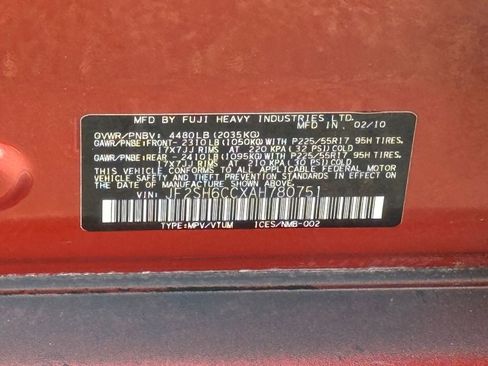 MFD BY FUJI HEAVY INDUSTRIES LTD.
MFD IN. 02/10
GVWR/PNBV: 4480LB(2035KG)
GAWR/PNBE:FRONT- 2310LB(1050KG)WITH P225/55R17 95H TIRES.
17X7JJ RIMS AT 220 KPA(32 PSI)COLD
GAWR/PNBE:REAR - 2410LB(1095KG)WITH P225/55R17 95H TIRES.
17X7JJ RIMS AT 210 KPA(30 PSI)COLD
THIS VEHICLE CONFORMS TO ALL APPLICABLE FEDERAL MOTOR
VEHICLE SAFETY, BUMPER, AND THEFT PREVENTION STANDARDS
IN EFFECT ON THE DATE OF MANUFACTURE SHOWN ABOVE.
JF2SH6CCXAH780751
TYPE:MPV/VTUM ICES/NMB-002